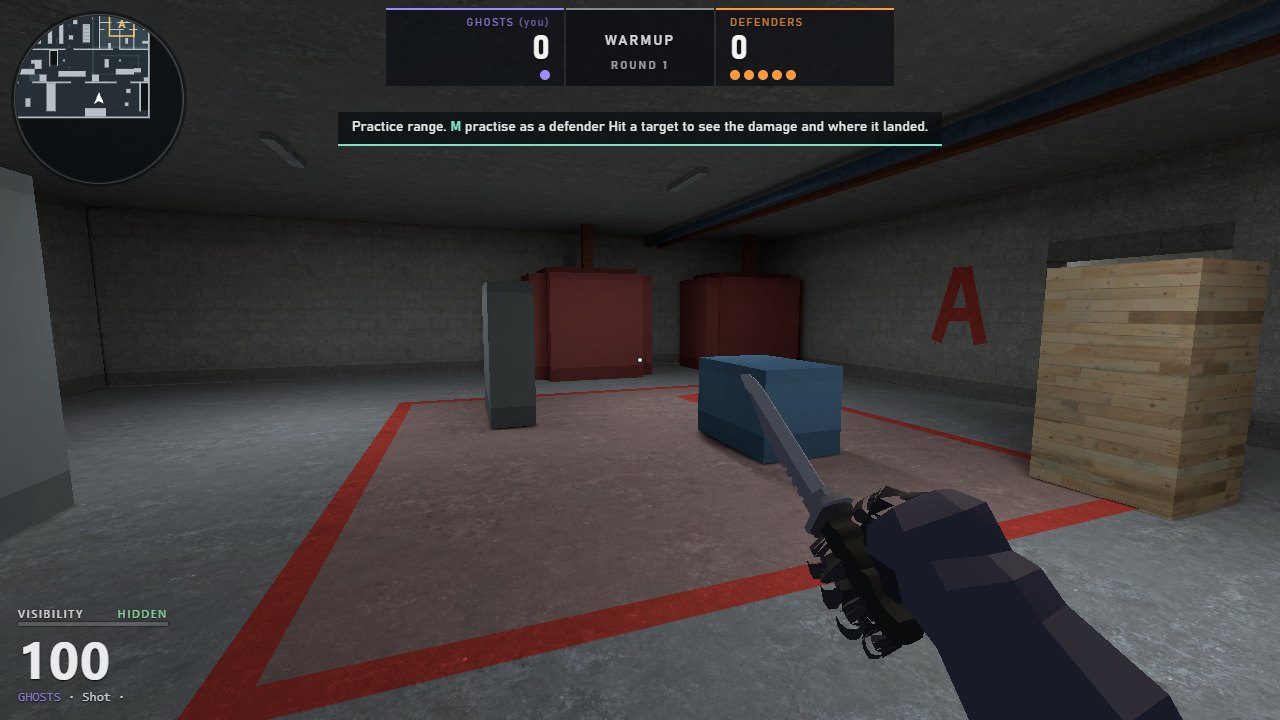 A
GHOSTS (you)
0
WARMUP
ROUND 1
DEFENDERS
0
Practice range. M practise as a defender Hit a target to see the damage and where it landed.
A
VISIBILITY HIDDEN
100
GHOSTS · Shot ·